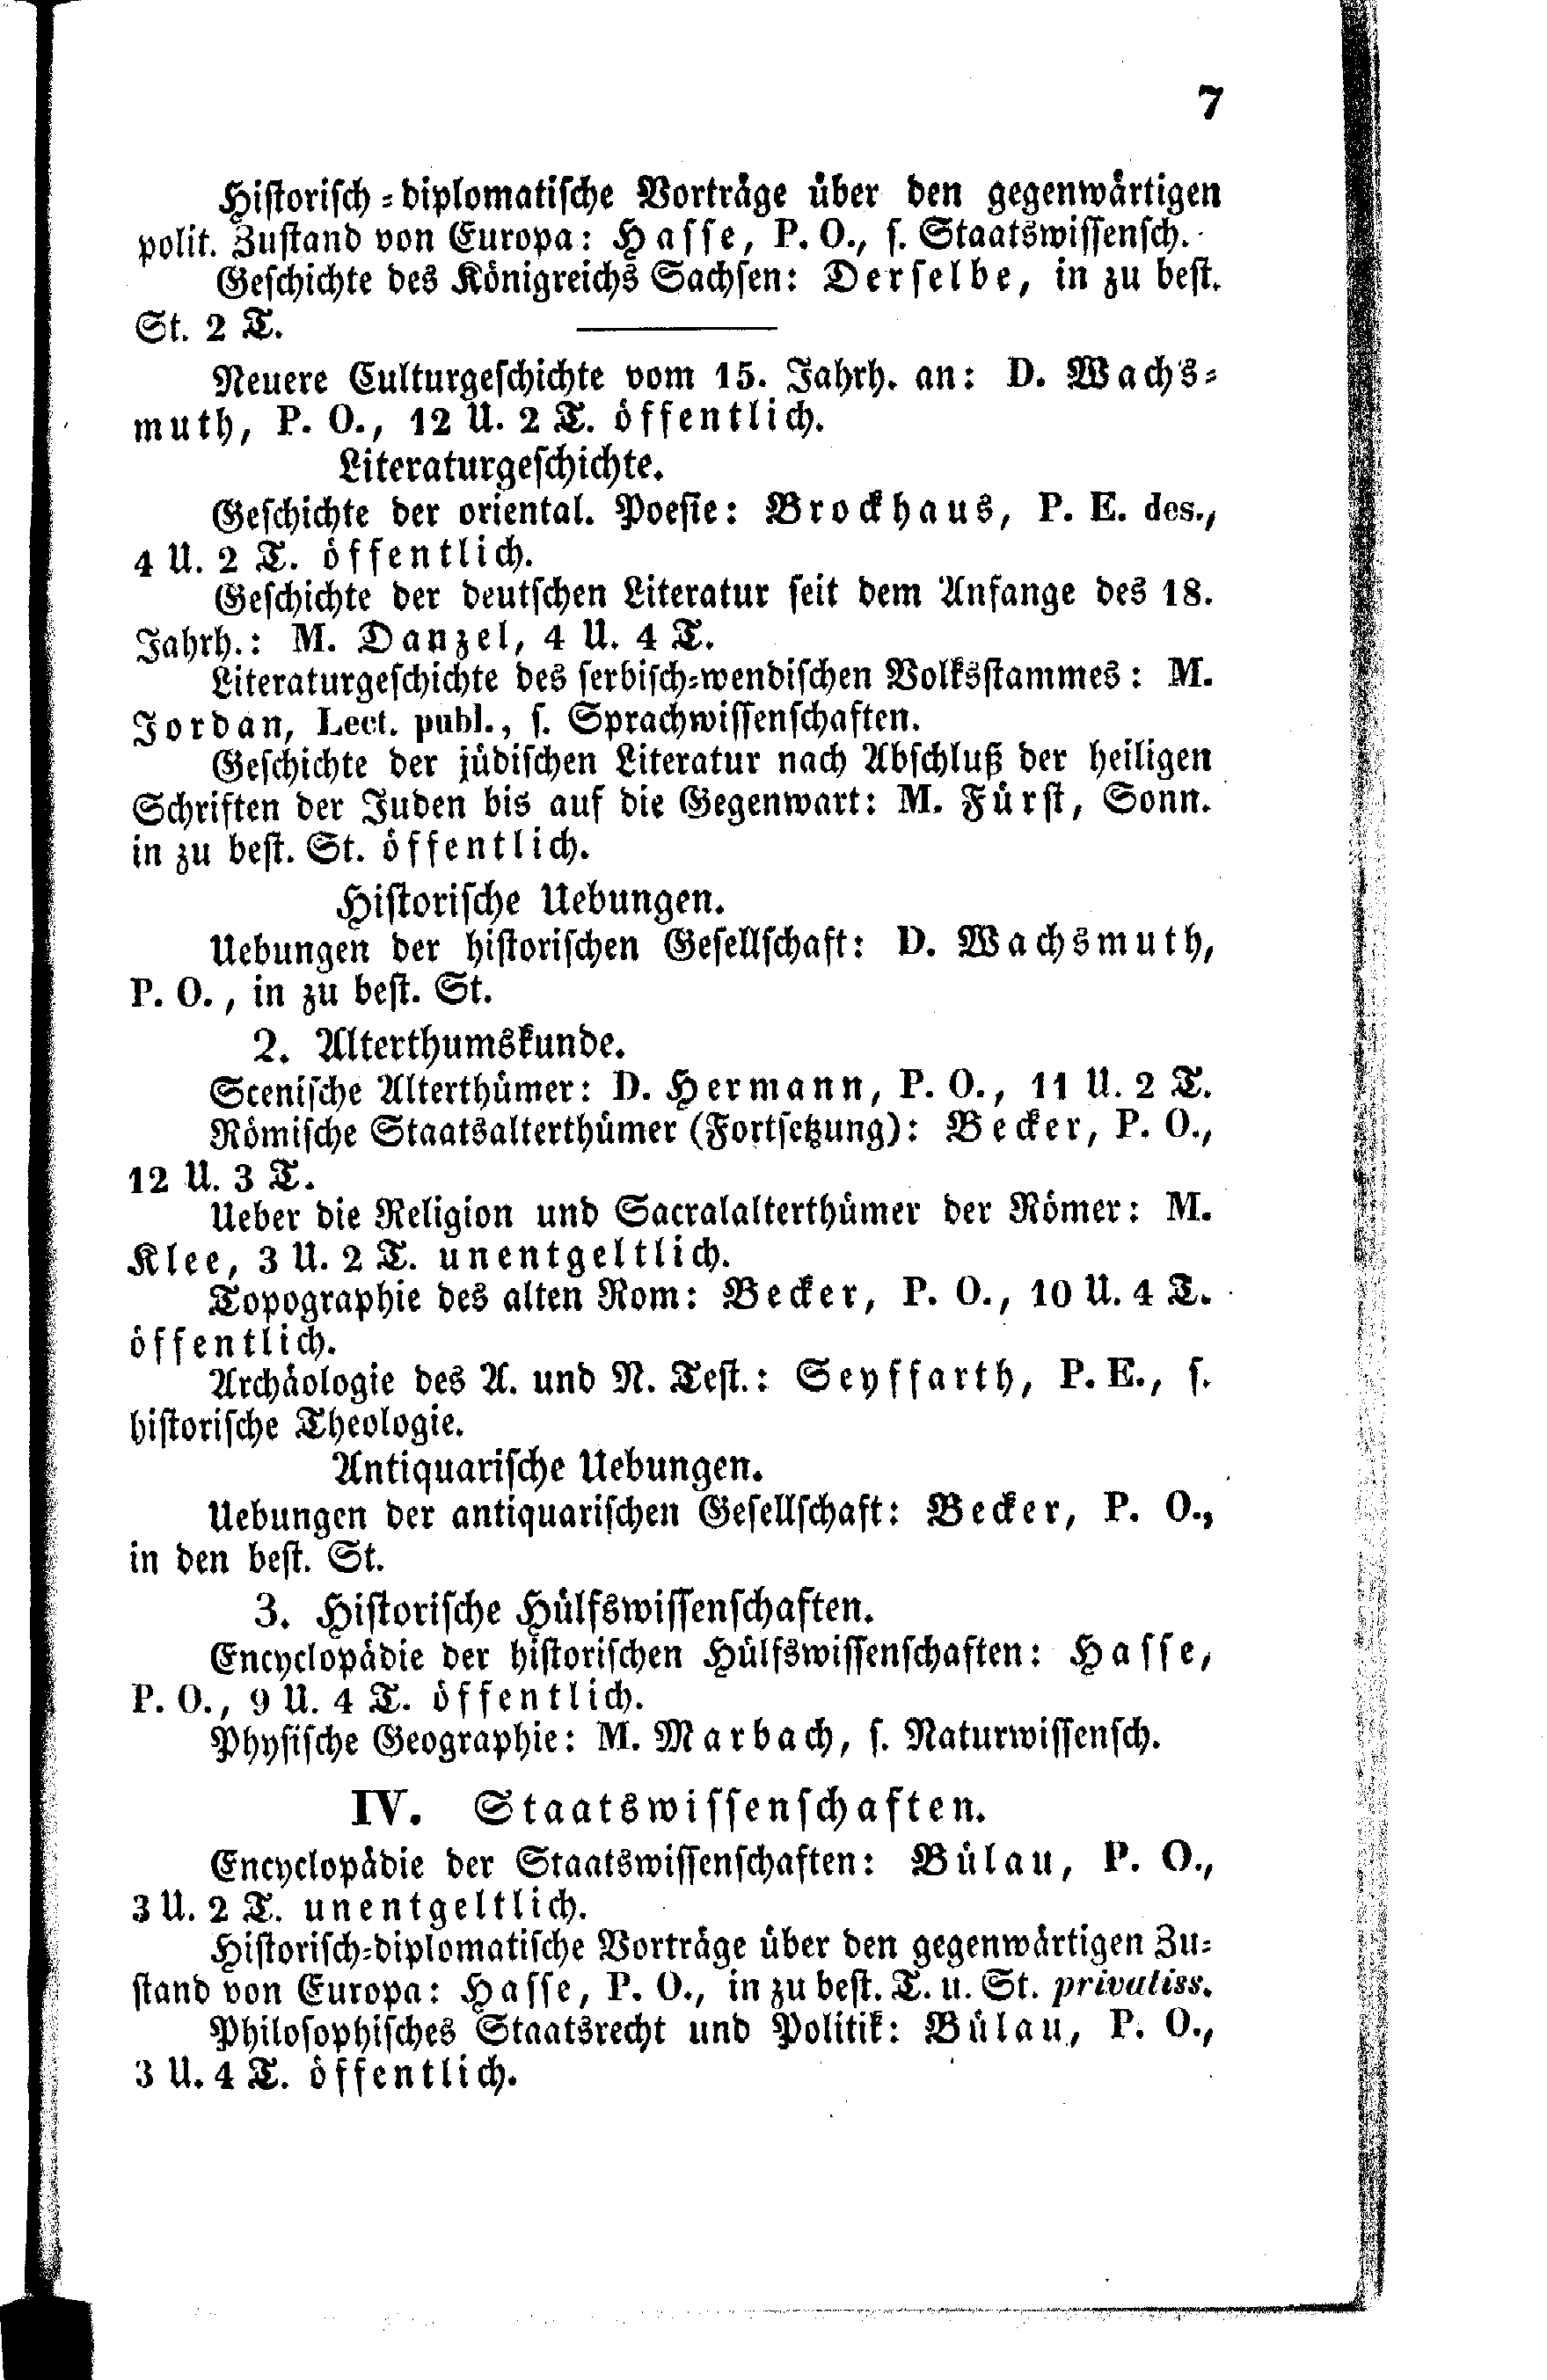 7
Historisch-diplomatische Vorträge über den gegenwärtigen
polit. Zustand von Europa: Hasse, P. O., s. Staatswissensch.
Geschichte des Königreichs Sachsen: Derselbe, in zu best.
St. 2 T.
Neuere Culturgeschichte vom 15. Jahrh. an: D. Wachs-
muth, P. O., 12 U. 2 T. öffentlich.
Literaturgeschichte.
Geschichte der oriental. Poesie: Brockhaus, P. E. des.,
4 U. 2 T. öffentlich.
Geschichte der deutschen Literatur seit dem Anfange des 18.
Jahrh.: M. Danzel, 4 U. 4 T.
Literaturgeschichte des serbisch-wendischen Volksstammes: M.
Jordan, Lect. publ., s. Sprachwissenschaften.
Geschichte der jüdischen Literatur nach Abschluß der heiligen
Schriften der Juden bis auf die Gegenwart: M. Fürst, Sonn.
in zu best. St. öffentlich.
Historische Uebungen.
Uebungen der historischen Gesellschaft: D. Wachsmuth,
P. O., in zu best. St.
2. Alterthumskunde.
Scenische Alterthümer: D. Hermann, P. O., 11 U. 2 T.
Römische Staatsalterthümer (Fortsetzung): Becker, P. O.,
12 U. 3 T.
Ueber die Religion und Sacralalterthümer der Römer: M.
Klee, 3 U. 2 T. unentgeltlich.
Topographie des alten Rom: Becker, P. O., 10 U. 4 T.
öffentlich.
Archäologie des A. und N. Test.: Seyffarth, P. E., s.
historische Theologie.
Antiquarische Uebungen.
Uebungen der antiquarischen Gesellschaft: Becker, P. O.,
in den best. St.
3. Historische Hülfswissenschaften.
Encyclopädie der historischen Hülfswissenschaften: Hasse,
P. O., 9 U. 4 T. öffentlich.
Physische Geographie: M. Marbach, s. Naturwissensch.
IV. Staatswissenschaften.
Encyclopädie der Staatswissenschaften: Bülau, P. O.,
3 U. 2 T. unentgeltlich.
Historisch-diplomatische Vorträge über den gegenwärtigen Zu-
stand von Europa: Hasse, P. O., in zu best. T. u. St. privatiss.
Philosophisches Staatsrecht und Politik: Bülau, P. O.,
3 U. 4 T. öffentlich.